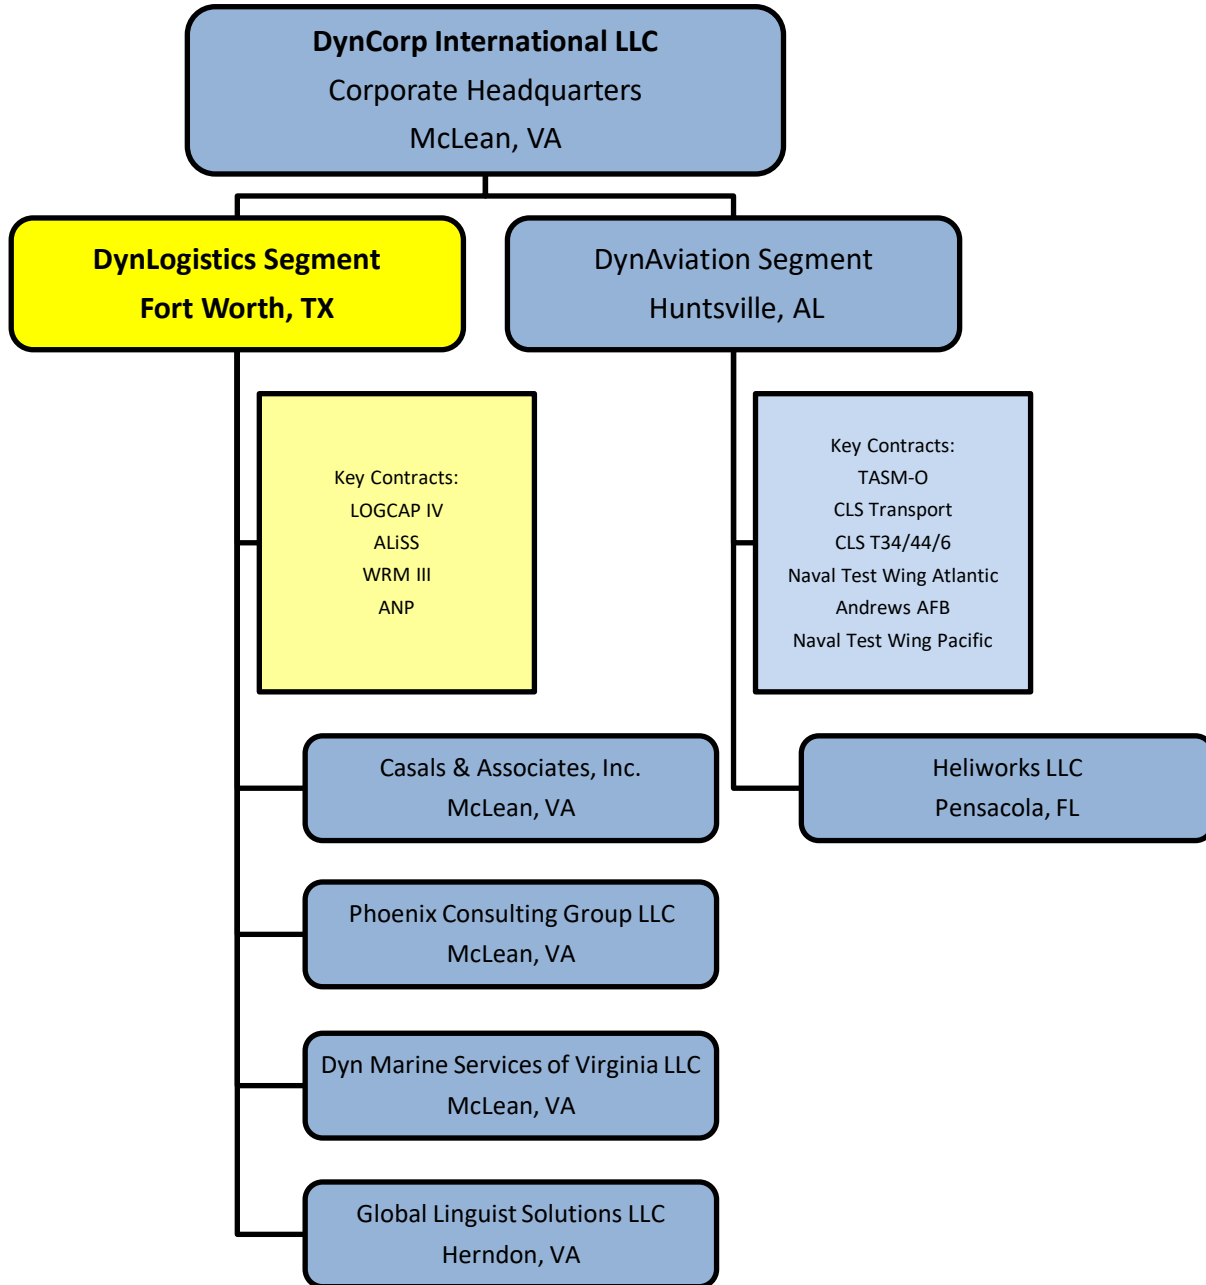 DynCorp International LLC
Corporate Headquarters
McLean, VA
DynLogistics Segment
Fort Worth, TX
DynAviation Segment
Huntsville, AL
Key Contracts:
LOGCAP IV
ALiSS
WRM III
ANP
Key Contracts:
TASM-O
CLS Transport
CLS T34/44/6
Naval Test Wing Atlantic
Andrews AFB
Naval Test Wing Pacific
Casals & Associates, Inc.
McLean, VA
Heliworks LLC
Pensacola, FL
Phoenix Consulting Group LLC
McLean, VA
Dyn Marine Services of Virginia LLC
McLean, VA
Global Linguist Solutions LLC
Herndon, VA